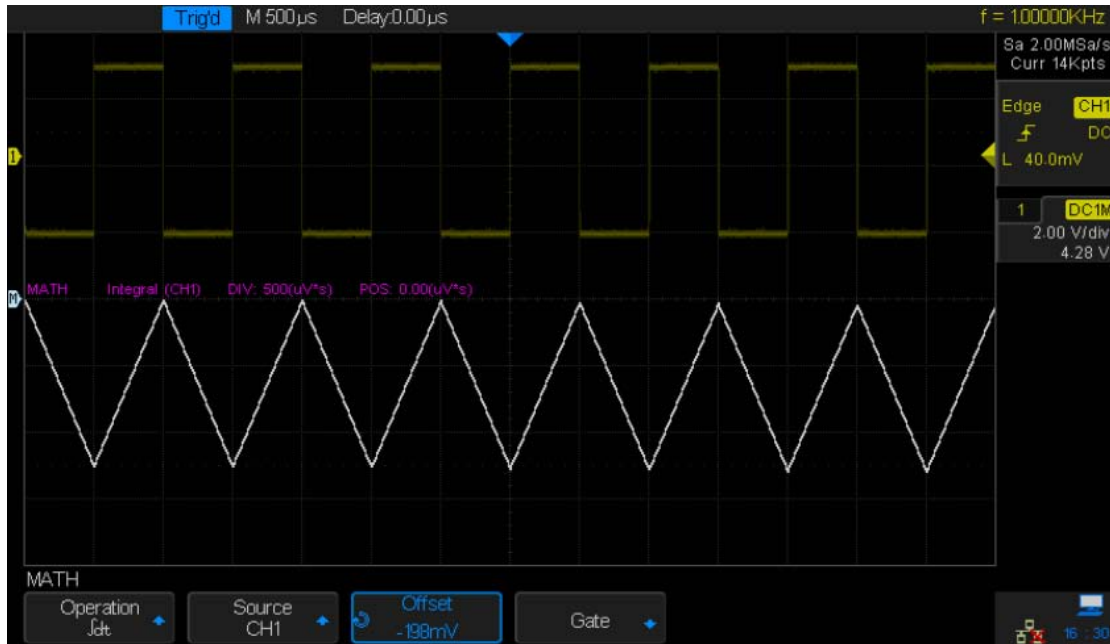 Trig'd M 500µs Delay:0.00µs f = 1.00000KHz
Sa 2.00MSa/s
Curr 14Kpts
Edge CH1
DC
L 40.0mV
1
1 DC1M
2.00 V/div
4.28 V
M
MATH Integral (CH1) DIV: 500(uV*s) POS: 0.00(uV*s)
MATH
Operation
∫dt
Source
CH1
Offset
-198mV
Gate
16 : 30